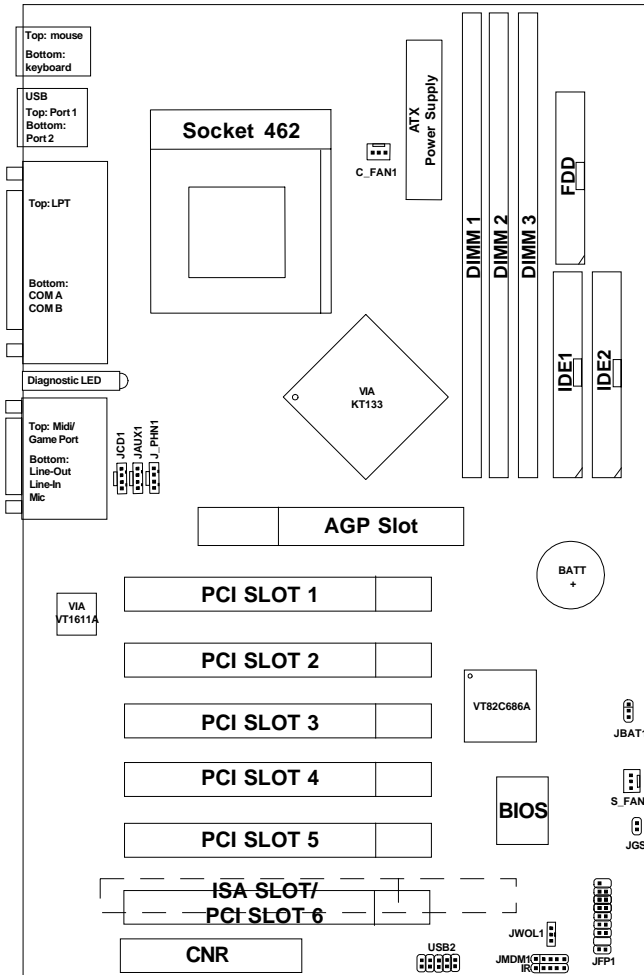 Top: mouse
Bottom:
keyboard
USB
Top: Port 1
Bottom:
Port 2
Socket 462
C_FAN1
ATX
Power Supply
DIMM 1
DIMM 2
DIMM 3
FDD
IDE1
IDE2
Top: LPT
Bottom:
COM A
COM B
Diagnostic LED
VIA
KT133
Top: Midi/
Game Port
Bottom:
Line-Out
Line-In
Mic
JCD1
JAUX1
J_PHN1
AGP Slot
BATT
+
VIA
VT1611A
PCI SLOT 1
PCI SLOT 2
PCI SLOT 3
PCI SLOT 4
PCI SLOT 5
ISA SLOT/
PCI SLOT 6
CNR
VT82C686A
JBAT1
BIOS
S_FAN
JGS
JWOL1
USB2
JMDM1
IR
JFP1